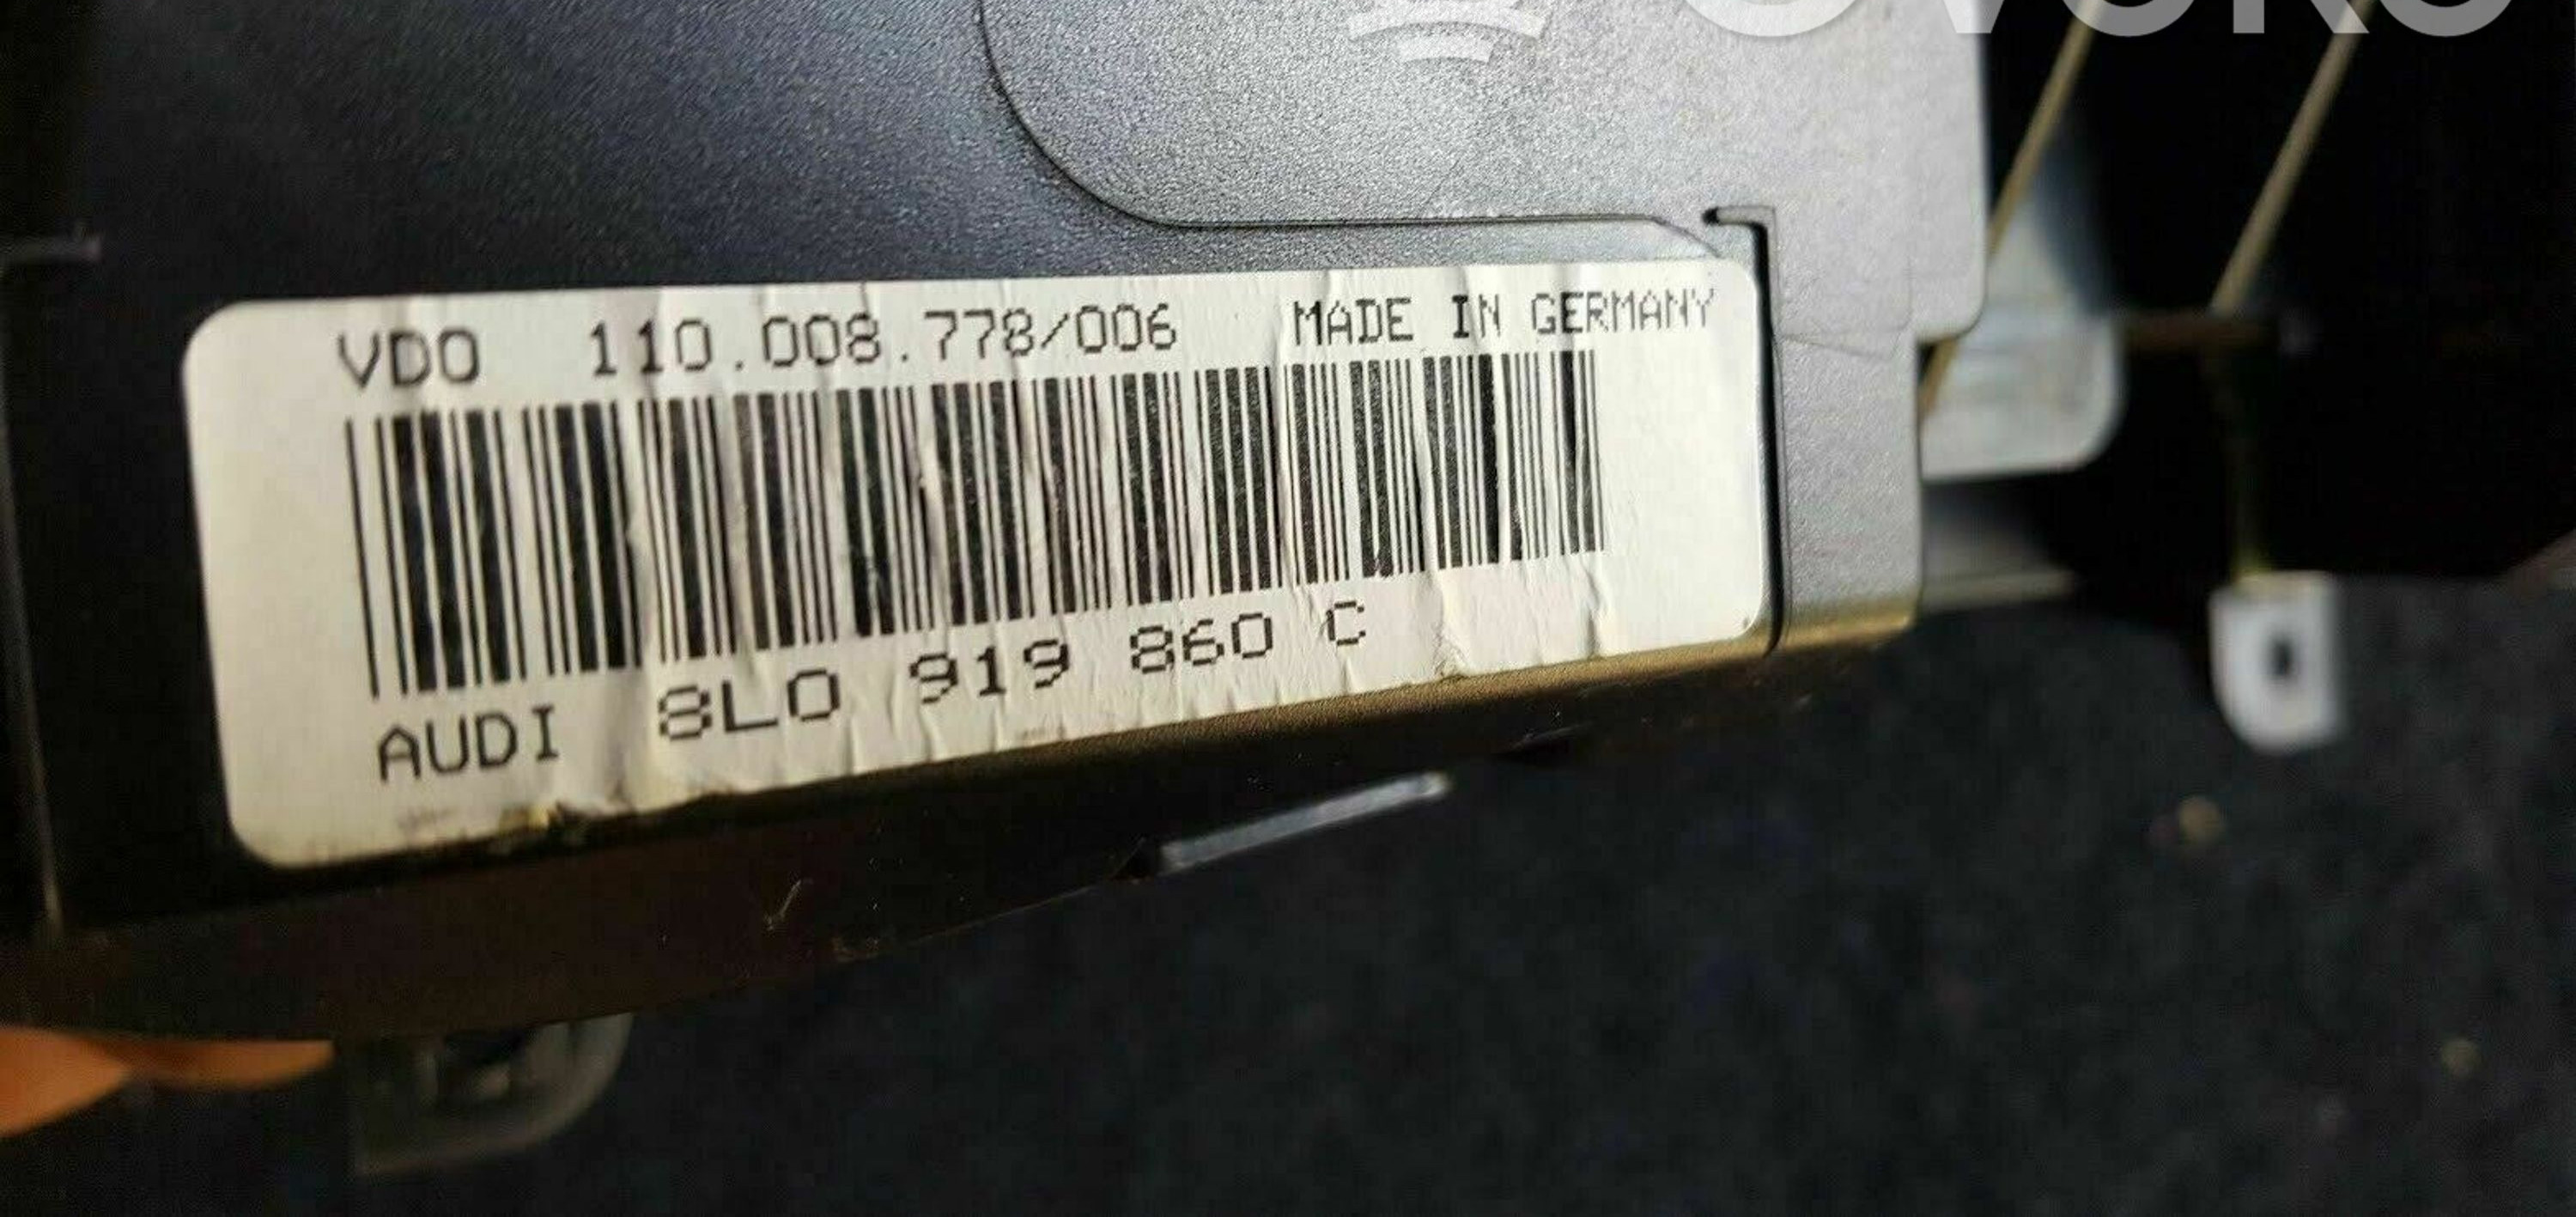 VDO 110.008.778/006 MADE IN GERMANY
AUDI 8L0 919 860 C